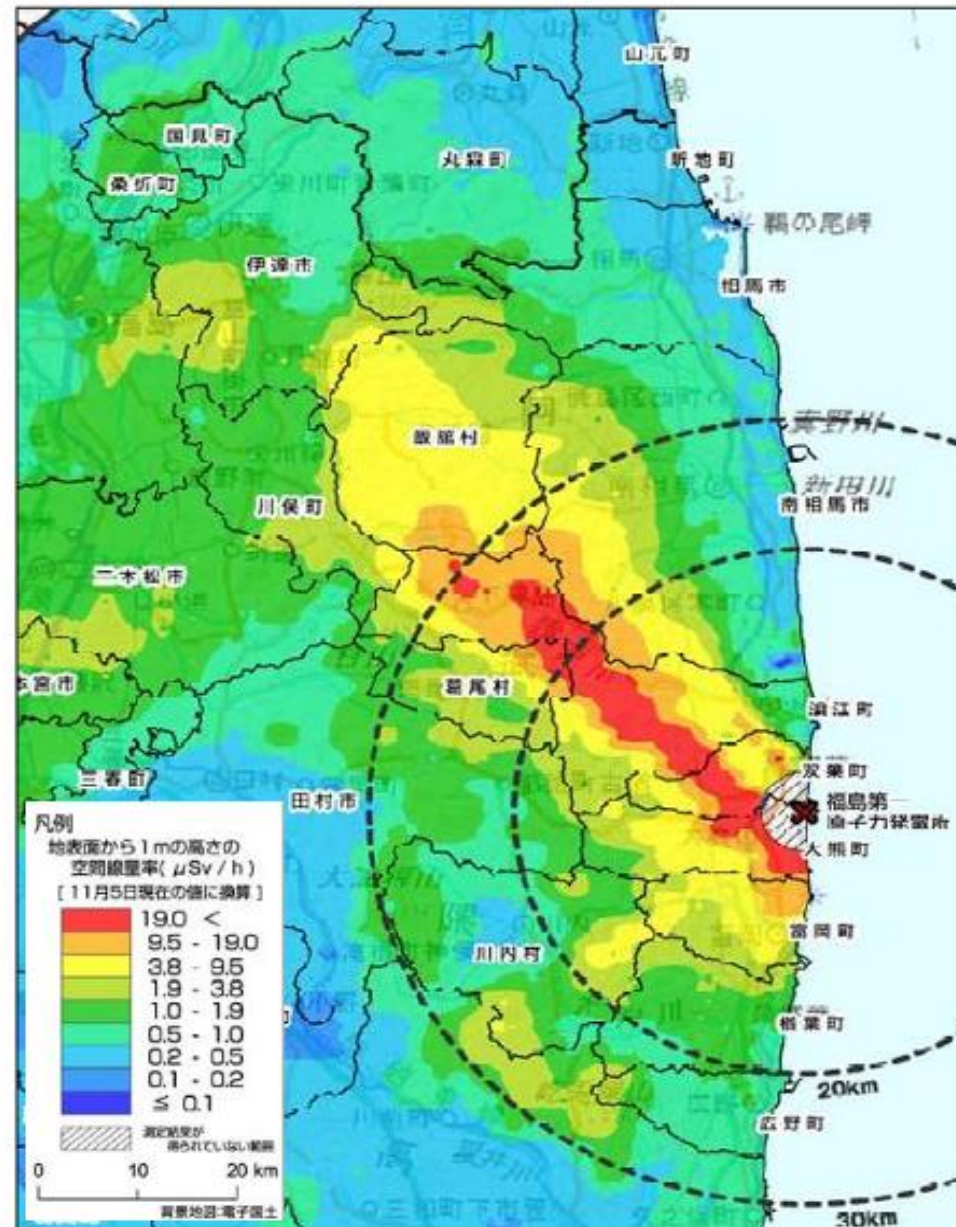 山元町
丸森
国見町
丸森町
新地町
桑折町
伊達
鵜の尾岬
伊達市
相馬市
飯舘村
真野川
新田川
南相馬市
川俣町
二本松市
葛尾村
本宮市
浪江町
双葉町
三春町
田村市
福島第一
原子力発電所
大熊町
富岡町
川内村
楢葉町
20km
広野町
30km
凡例
地表面から1mの高さの
空間線量率(μSv/h)
[11月5日現在の値に換算]
19.0 <
9.5 - 19.0
3.8 - 9.5
1.9 - 3.8
1.0 - 1.9
0.5 - 1.0
0.2 - 0.5
0.1 - 0.2
≤ 0.1
測定結果が
得られていない範囲
0 10 20 km
背景地図:電子国土